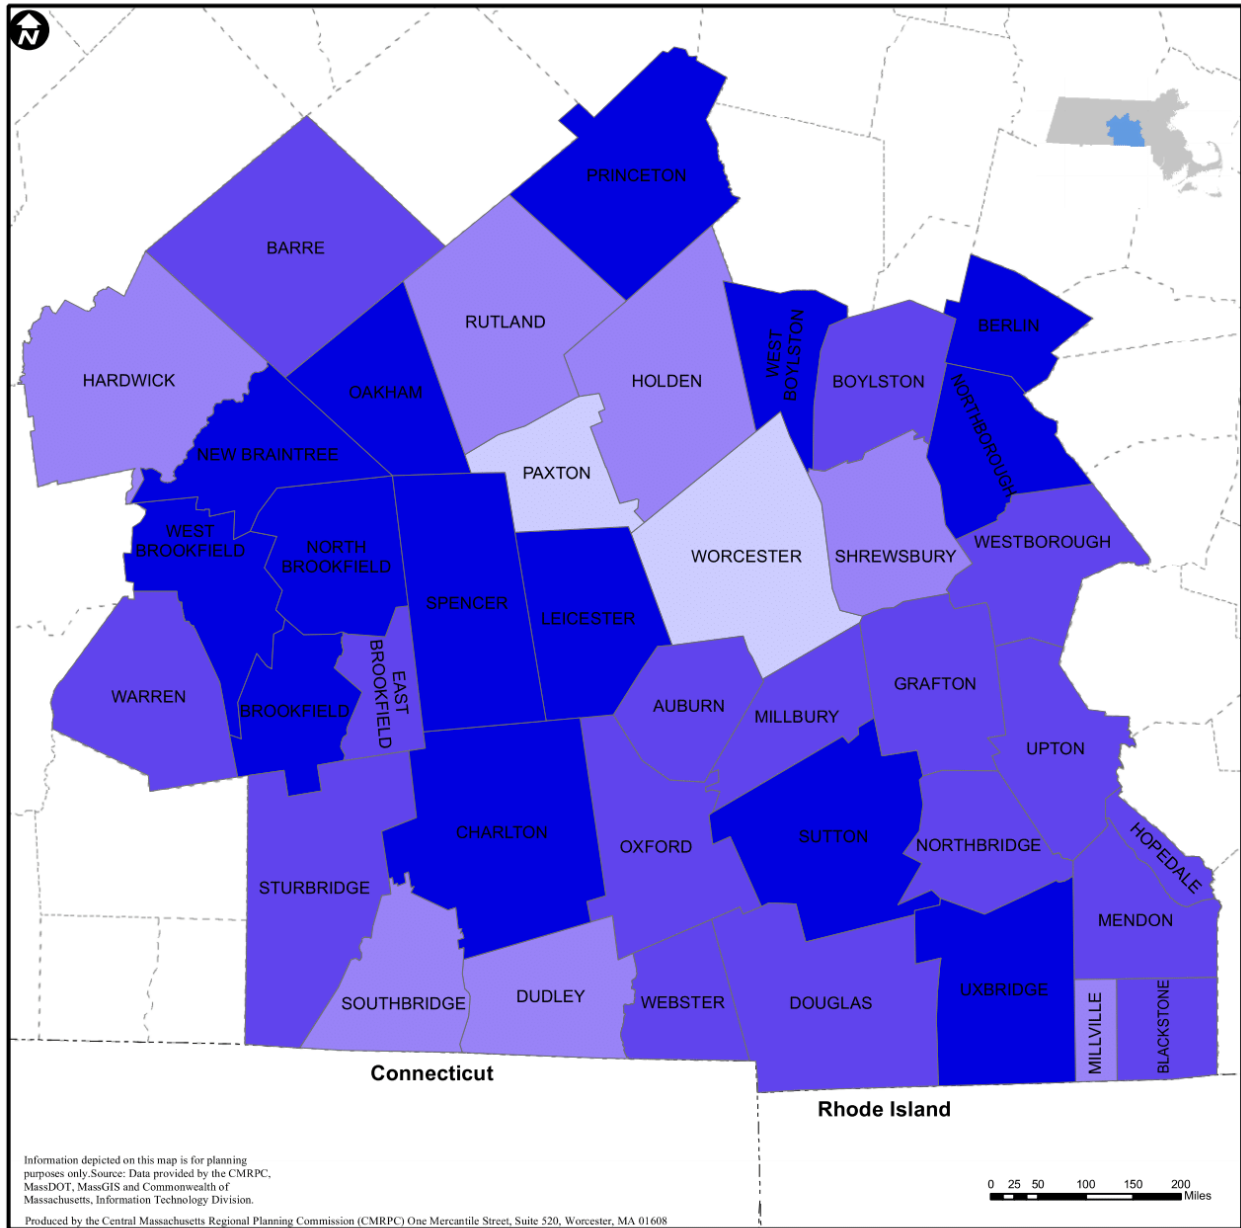 N
PRINCETON
BARRE
RUTLAND
BERLIN
WEST
BOYLSTON
HARDWICK
HOLDEN
BOYLSTON
OAKHAM
NORTHBOROUGH
NEW BRAINTREE
PAXTON
WEST
BROOKFIELD
NORTH
BROOKFIELD
WORCESTER
SHREWSBURY
WESTBOROUGH
SPENCER
LEICESTER
WARREN
BROOKFIELD
EAST
BROOKFIELD
AUBURN
MILLBURY
GRAFTON
UPTON
CHARLTON
OXFORD
SUTTON
NORTHBRIDGE
HOPEDALE
STURBRIDGE
MENDON
SOUTHBRIDGE
DUDLEY
WEBSTER
DOUGLAS
UXBRIDGE
MILLVILLE
BLACKSTONE
Connecticut
Rhode Island
Information depicted on this map is for planning
purposes only.Source: Data provided by the CMRPC,
MassDOT, MassGIS and Commonwealth of
Massachusetts, Information Technology Division.
0 25 50 100 150 200
Miles
Produced by the Central Massachusetts Regional Planning Commission (CMRPC) One Mercantile Street, Suite 520, Worcester, MA 01608